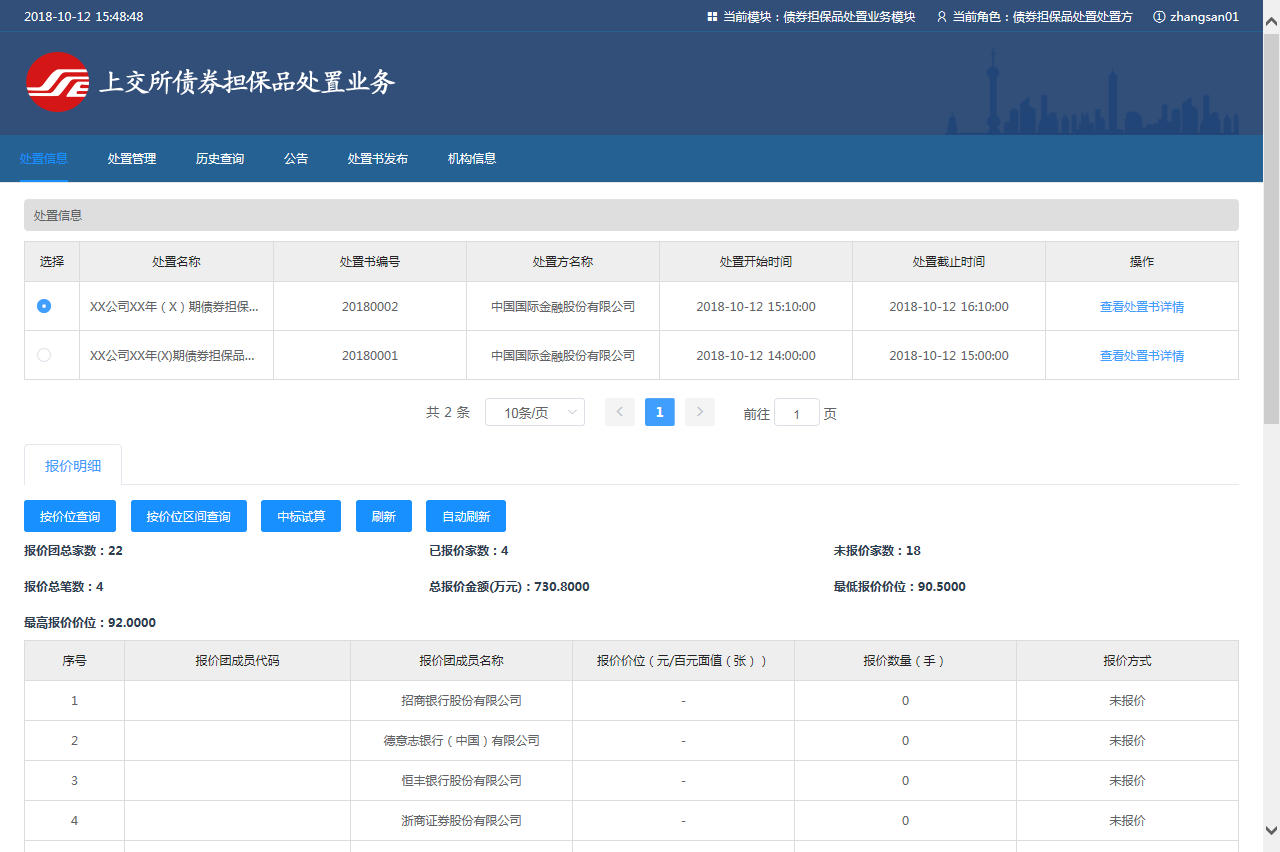 2018-10-12 15:48:48 当前模块：债券担保品处置业务模块 当前角色：债券担保品处置处置方 zhangsan01
上交所债券担保品处置业务
处置信息 处置管理 历史查询 公告 处置书发布 机构信息
处置信息
选择 处置名称 处置书编号 处置方名称 处置开始时间 处置截止时间 操作
XX公司XX年（X）期债券担保... 20180002 中国国际金融股份有限公司 2018-10-12 15:10:00 2018-10-12 16:10:00 查看处置书详情
XX公司XX年(X)期债券担保品... 20180001 中国国际金融股份有限公司 2018-10-12 14:00:00 2018-10-12 15:00:00 查看处置书详情
共 2 条 10条/页 1 前往 1 页
报价明细
按价位查询 按价位区间查询 中标试算 刷新 自动刷新
报价团总家数：22 已报价家数：4 未报价家数：18
报价总笔数：4 总报价金额(万元)：730.8000 最低报价价位：90.5000
最高报价价位：92.0000
序号 报价团成员代码 报价团成员名称 报价价位（元/百元面值（张）） 报价数量（手） 报价方式
1 招商银行股份有限公司 - 0 未报价
2 德意志银行（中国）有限公司 - 0 未报价
3 恒丰银行股份有限公司 - 0 未报价
4 浙商证券股份有限公司 - 0 未报价